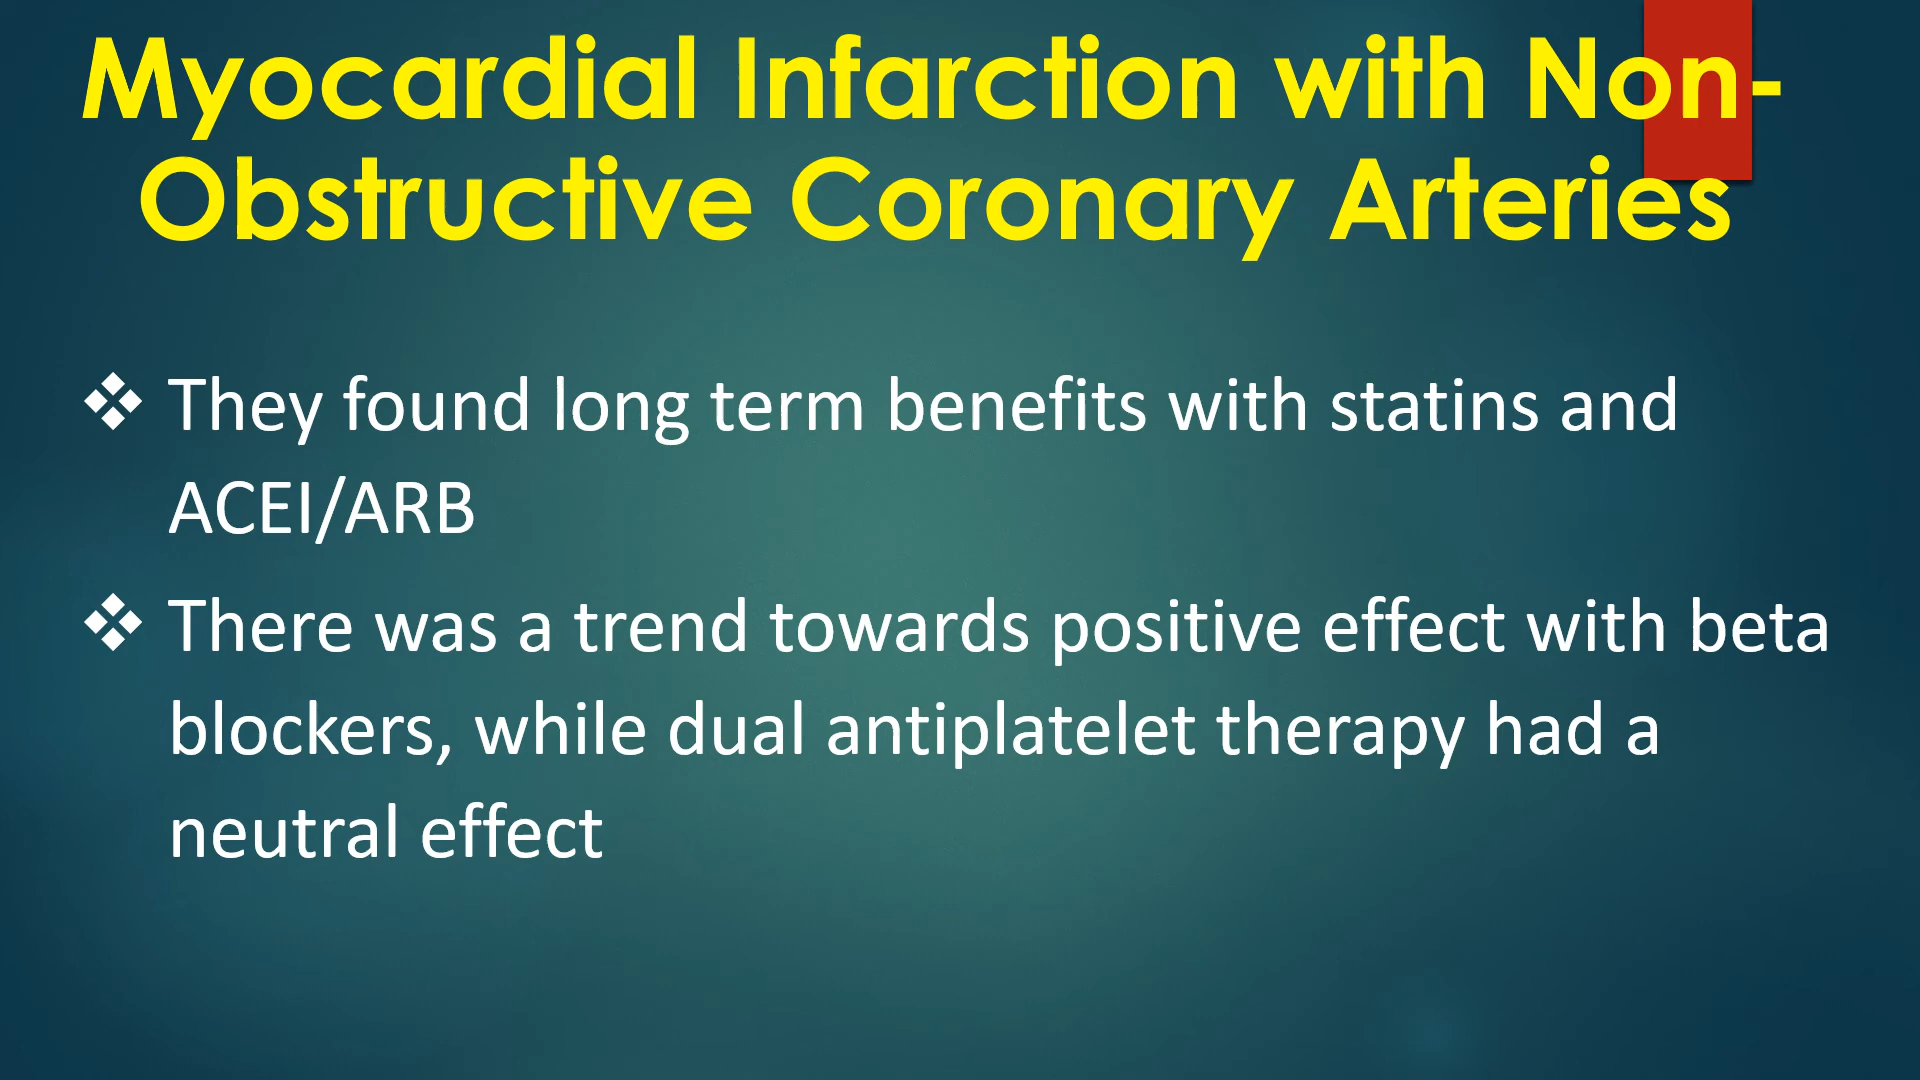 Myocardial Infarction with Non-
Obstructive Coronary Arteries
They found long term benefits with statins and
ACEI/ARB
There was a trend towards positive effect with beta
blockers, while dual antiplatelet therapy had a
neutral effect